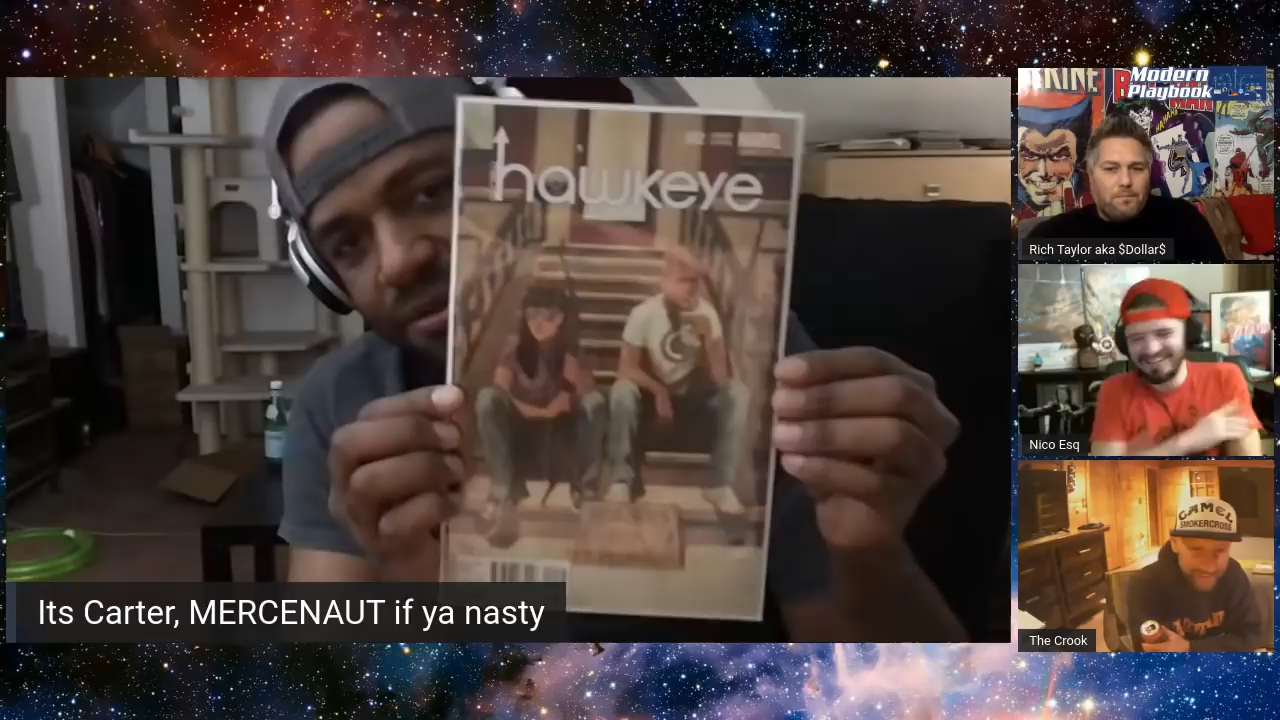 hawkeye
Its Carter, MERCENAUT if ya nasty
Modern
Playbook
HAHAHA
Rich Taylor aka $Dollar$
Nico Esq
CAMEL
SMOKERCROSS
The Crook